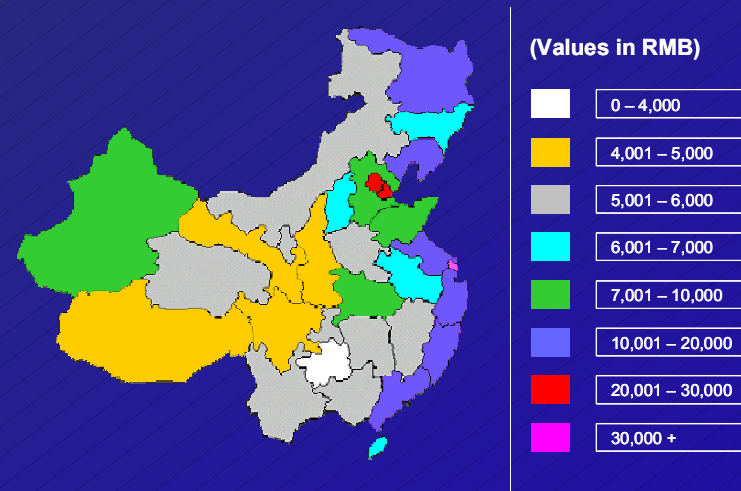 (Values in RMB)
0 – 4,000
4,001 – 5,000
5,001 – 6,000
6,001 – 7,000
7,001 – 10,000
10,001 – 20,000
20,001 – 30,000
30,000 +